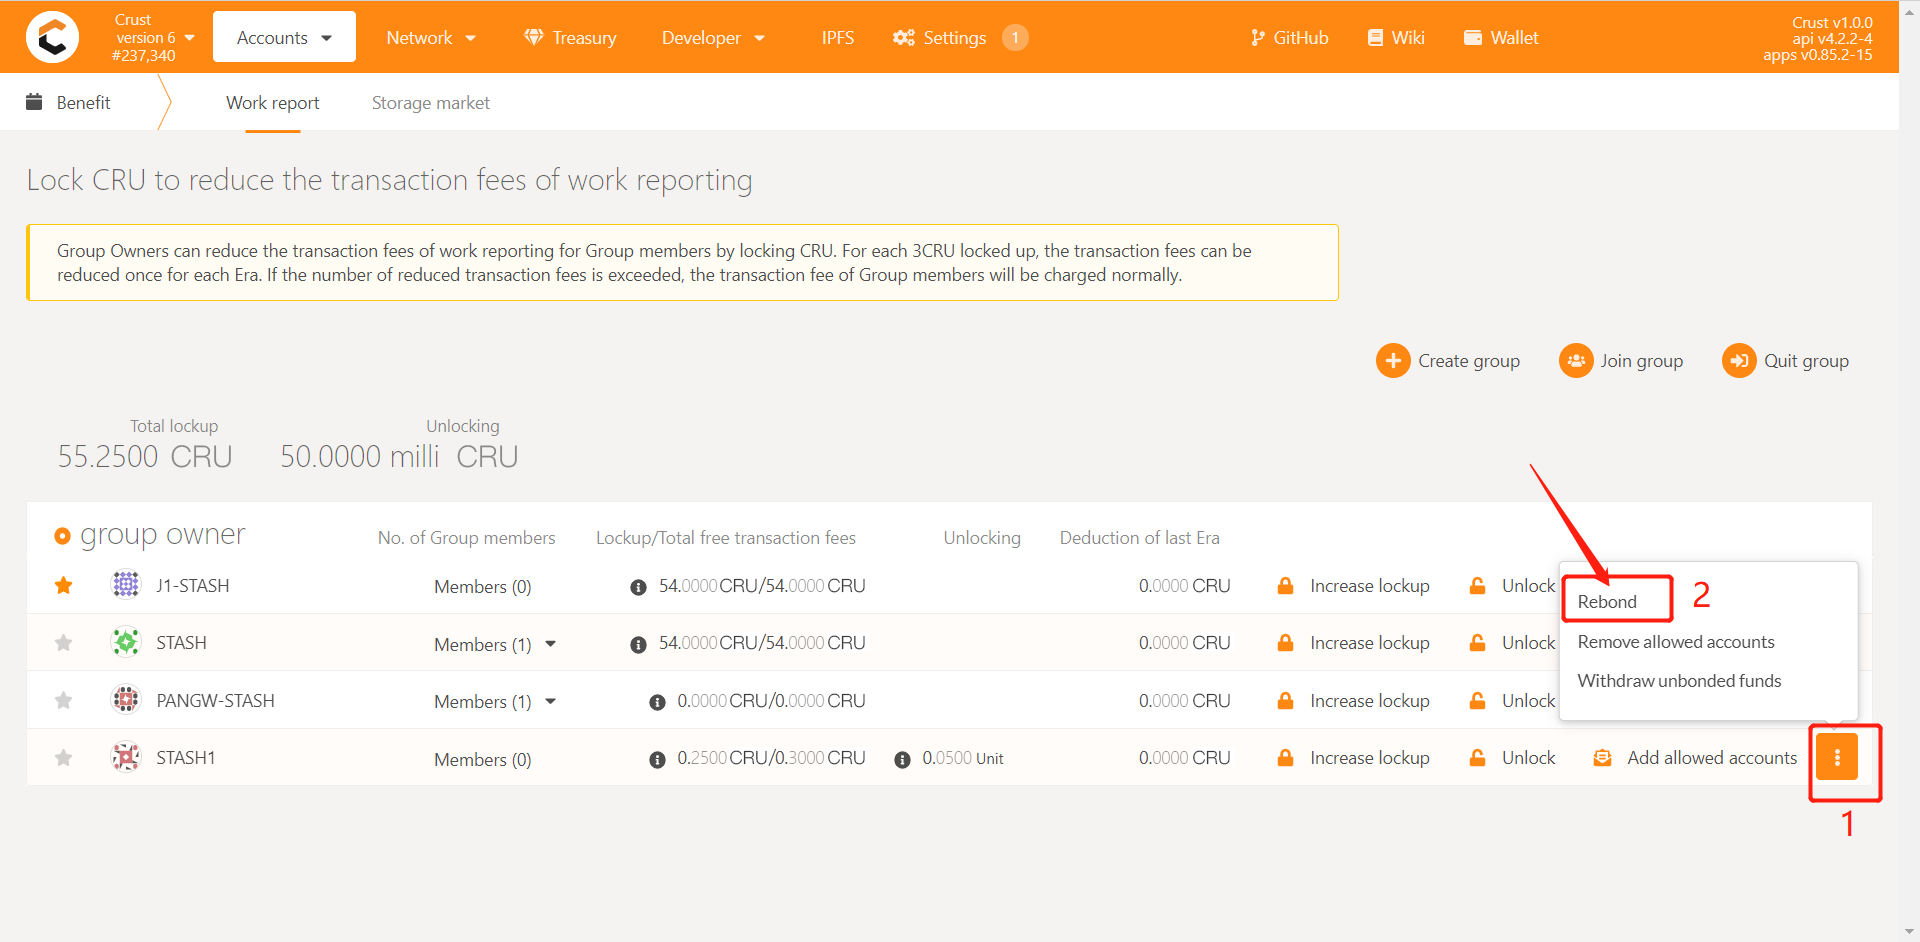 Crust
version 6
#237,340
Accounts
Network
Treasury
Developer
IPFS
Settings
1
GitHub
Wiki
Wallet
Crust v1.0.0
api v4.2.2-4
apps v0.85.2-15
Benefit
Work report
Storage market
Lock CRU to reduce the transaction fees of work reporting
Group Owners can reduce the transaction fees of work reporting for Group members by locking CRU. For each 3CRU locked up, the transaction fees can be
reduced once for each Era. If the number of reduced transaction fees is exceeded, the transaction fee of Group members will be charged normally.
Create group
Join group
Quit group
Total lockup
55.2500 CRU
Unlocking
50.0000 milli CRU
group owner No. of Group members Lockup/Total free transaction fees Unlocking Deduction of last Era
J1-STASH Members (0) 54.0000 CRU/54.0000 CRU 0.0000 CRU Increase lockup Unlock
STASH Members (1) 54.0000 CRU/54.0000 CRU 0.0000 CRU Increase lockup Unlock
PANGW-STASH Members (1) 0.0000 CRU/0.0000 CRU 0.0000 CRU Increase lockup Unlock
STASH1 Members (0) 0.2500 CRU/0.3000 CRU 0.0500 Unit 0.0000 CRU Increase lockup Unlock Add allowed accounts
Rebond
2
Remove allowed accounts
Withdraw unbonded funds
1